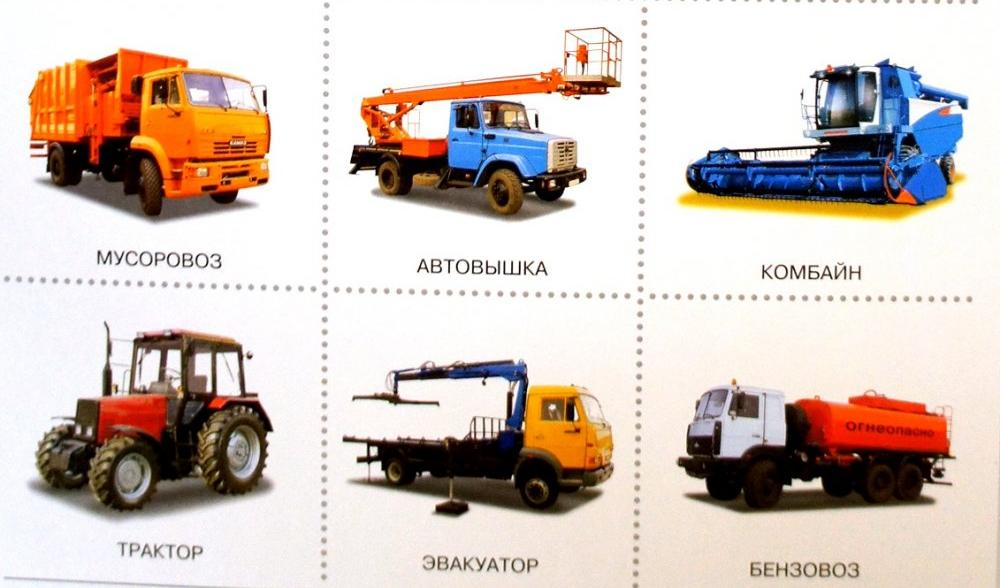 МУСОРОВОЗ
АВТОВЫШКА
КОМБАЙН
огнеопасно
ТРАКТОР
ЭВАКУАТОР
БЕНЗОВОЗ